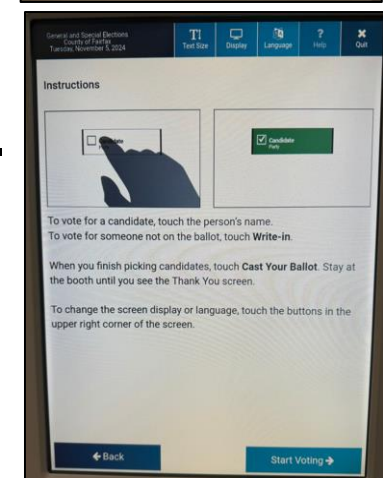 General and Special Elections
County of Fairfax
Tuesday, November 5, 2024
Text Size
Display
Language
Help
Quit
Instructions
Candidate
Party
Candidate
Party
To vote for a candidate, touch the person's name.
To vote for someone not on the ballot, touch Write-in.
When you finish picking candidates, touch Cast Your Ballot. Stay at
the booth until you see the Thank You screen.
To change the screen display or language, touch the buttons in the
upper right corner of the screen.
Back
Start Voting